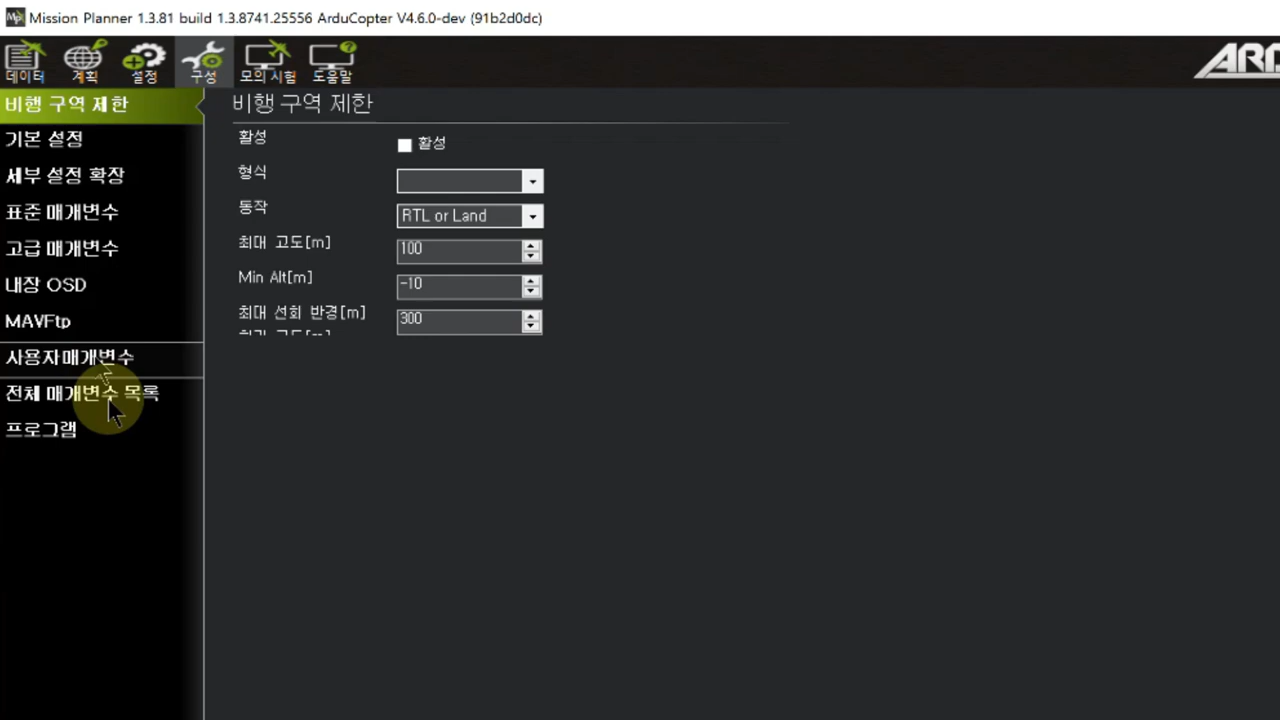 Mission Planner 1.3.81 build 1.3.8741.25556 ArduCopter V4.6.0-dev (91b2d0dc)
데이터 계획 설정 구성 모의 시험 도움말
비행 구역 제한
기본 설정
세부 설정 확장
표준 매개변수
고급 매개변수
내장 OSD
MAVFtp
사용자매개변수
전체 매개변수 목록
프로그램
비행 구역 제한
활성 활성
형식
동작 RTL or Land
최대 고도[m] 100
Min Alt[m] -10
최대 선회 반경[m] 300